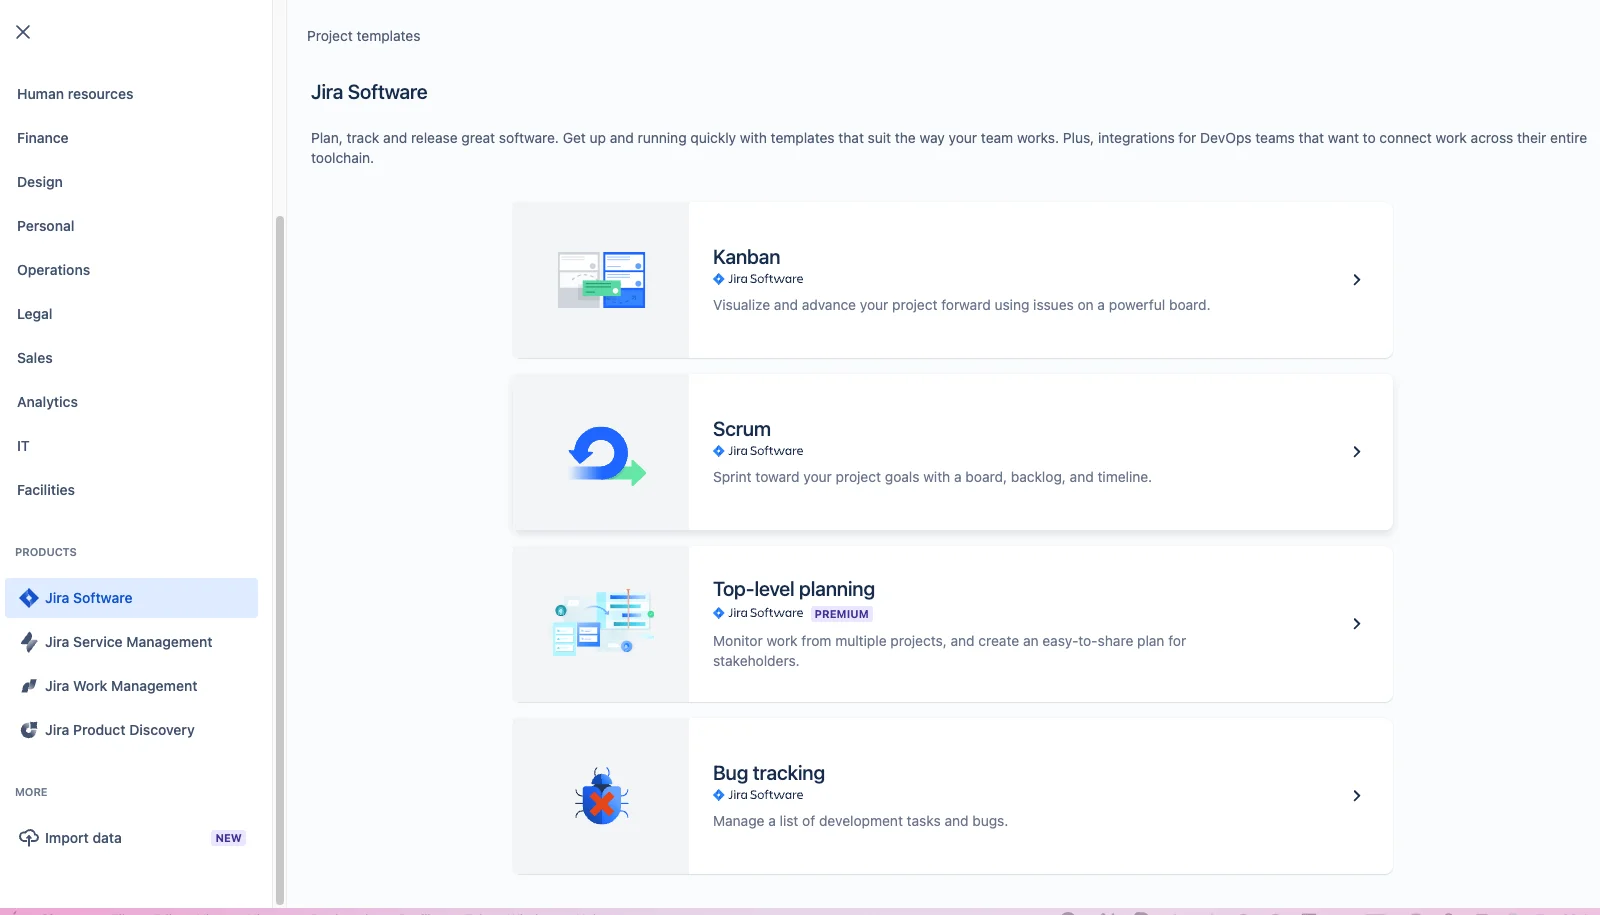 Human resources
Finance
Design
Personal
Operations
Legal
Sales
Analytics
IT
Facilities
PRODUCTS
Jira Software
Jira Service Management
Jira Work Management
Jira Product Discovery
MORE
Import data NEW
Project templates
Jira Software
Plan, track and release great software. Get up and running quickly with templates that suit the way your team works. Plus, integrations for DevOps teams that want to connect work across their entire
toolchain.
Kanban
Jira Software
Visualize and advance your project forward using issues on a powerful board.
Scrum
Jira Software
Sprint toward your project goals with a board, backlog, and timeline.
Top-level planning
Jira Software PREMIUM
Monitor work from multiple projects, and create an easy-to-share plan for
stakeholders.
Bug tracking
Jira Software
Manage a list of development tasks and bugs.